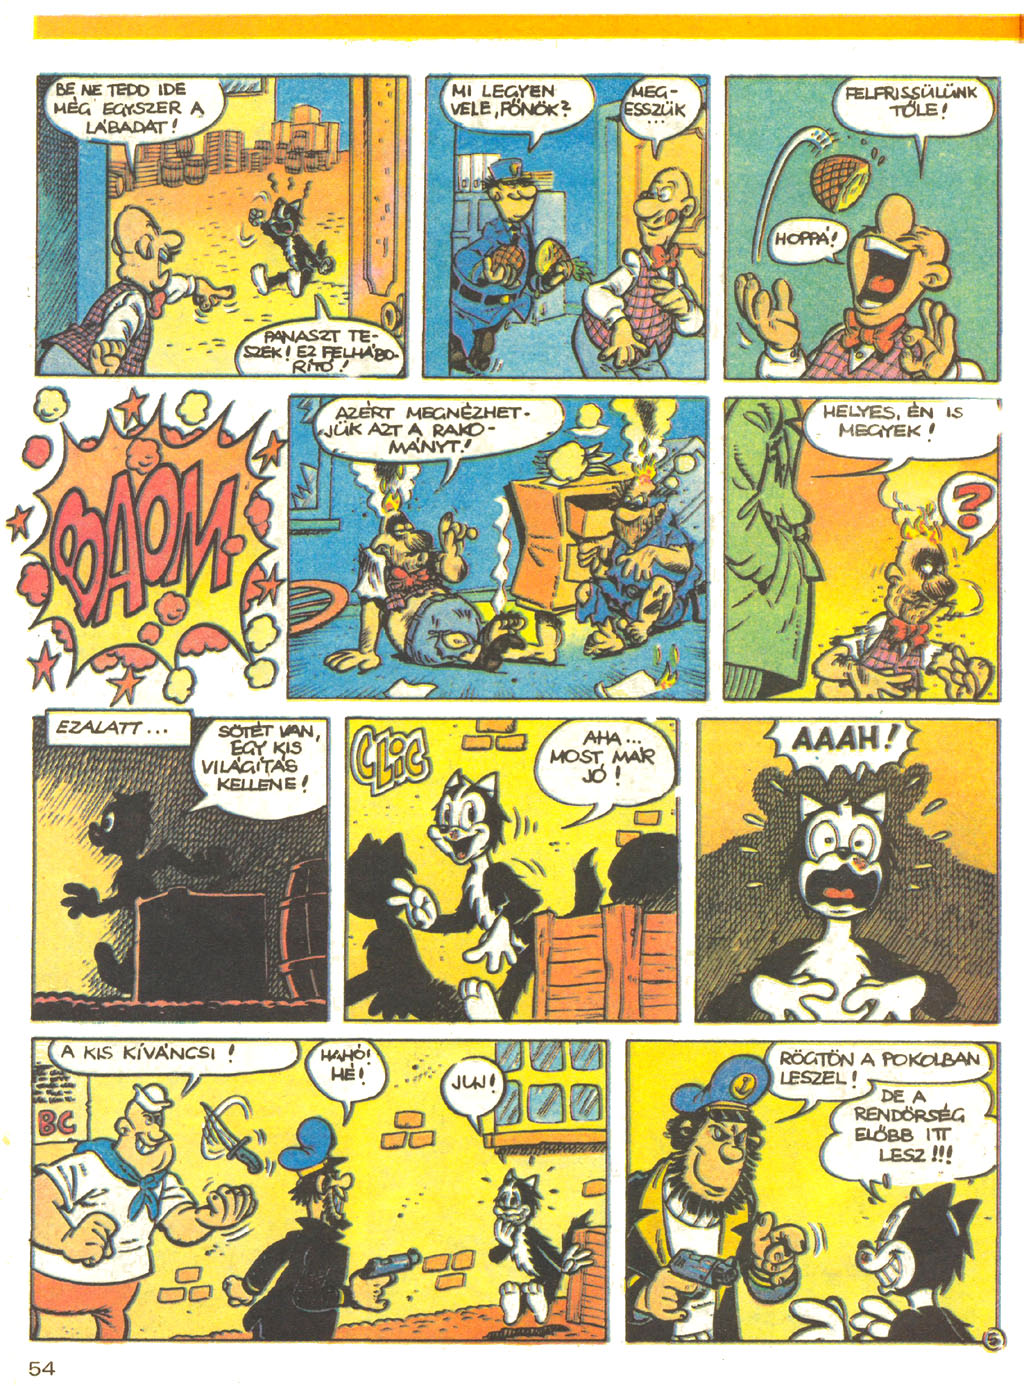 BE NE TEDD IDE
MÉG EGYSZER A
LÁBADAT!
PANASZT TE-
SZEK! EZ FELHÁBO-
RÍTÓ!
MI LEGYEN
VELE, FŐNÖK?
MEG-
ESSZÜK
...
FELFRISSÜLÜNK
TŐLE!
HOPPÁ!
BAOM
AZÉRT MEGNÉZHET-
JÜK AZT A RAKO-
MÁNYT!
HELYES, ÉN IS
MEGYEK!
?
EZALATT...
SÖTÉT VAN,
EGY KIS
VILÁGÍTÁS
KELLENE!
CLIC
AHA...
MOST MÁR
JÓ!
AAAH!
A KIS KÍVÁNCSI!
HAHÓ!
HÉ!
JUJ!
BC
RÖGTÖN A POKOLBAN
LESZEL!
DE A
RENDŐRSÉG
ELŐBB ITT
LESZ!!!
5
54